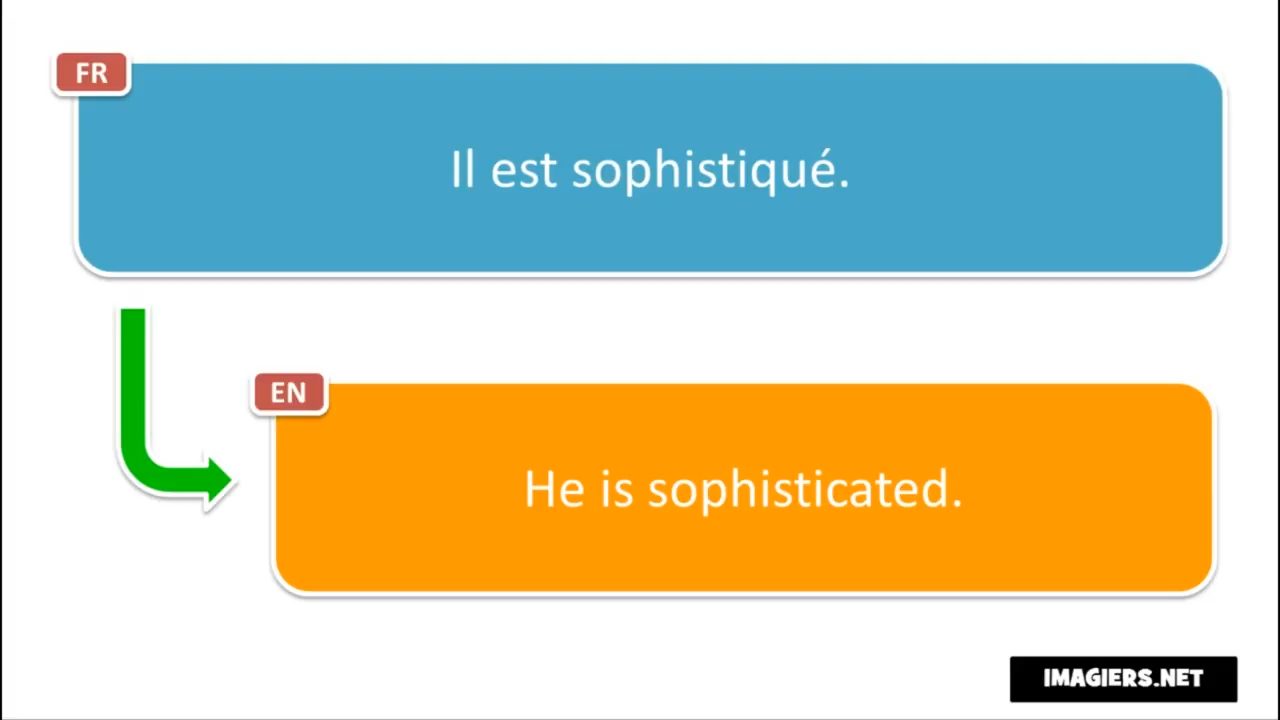 FR
Il est sophistiqué.
EN
He is sophisticated.
IMAGIERS.NET